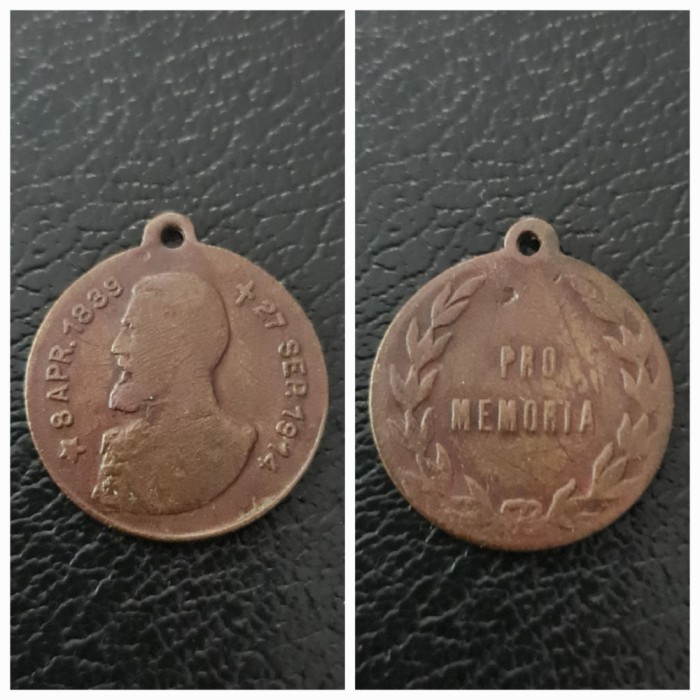 ☆ 8 APR. 1839
✝ 27 SEP. 1914
PRO
MEMORIA